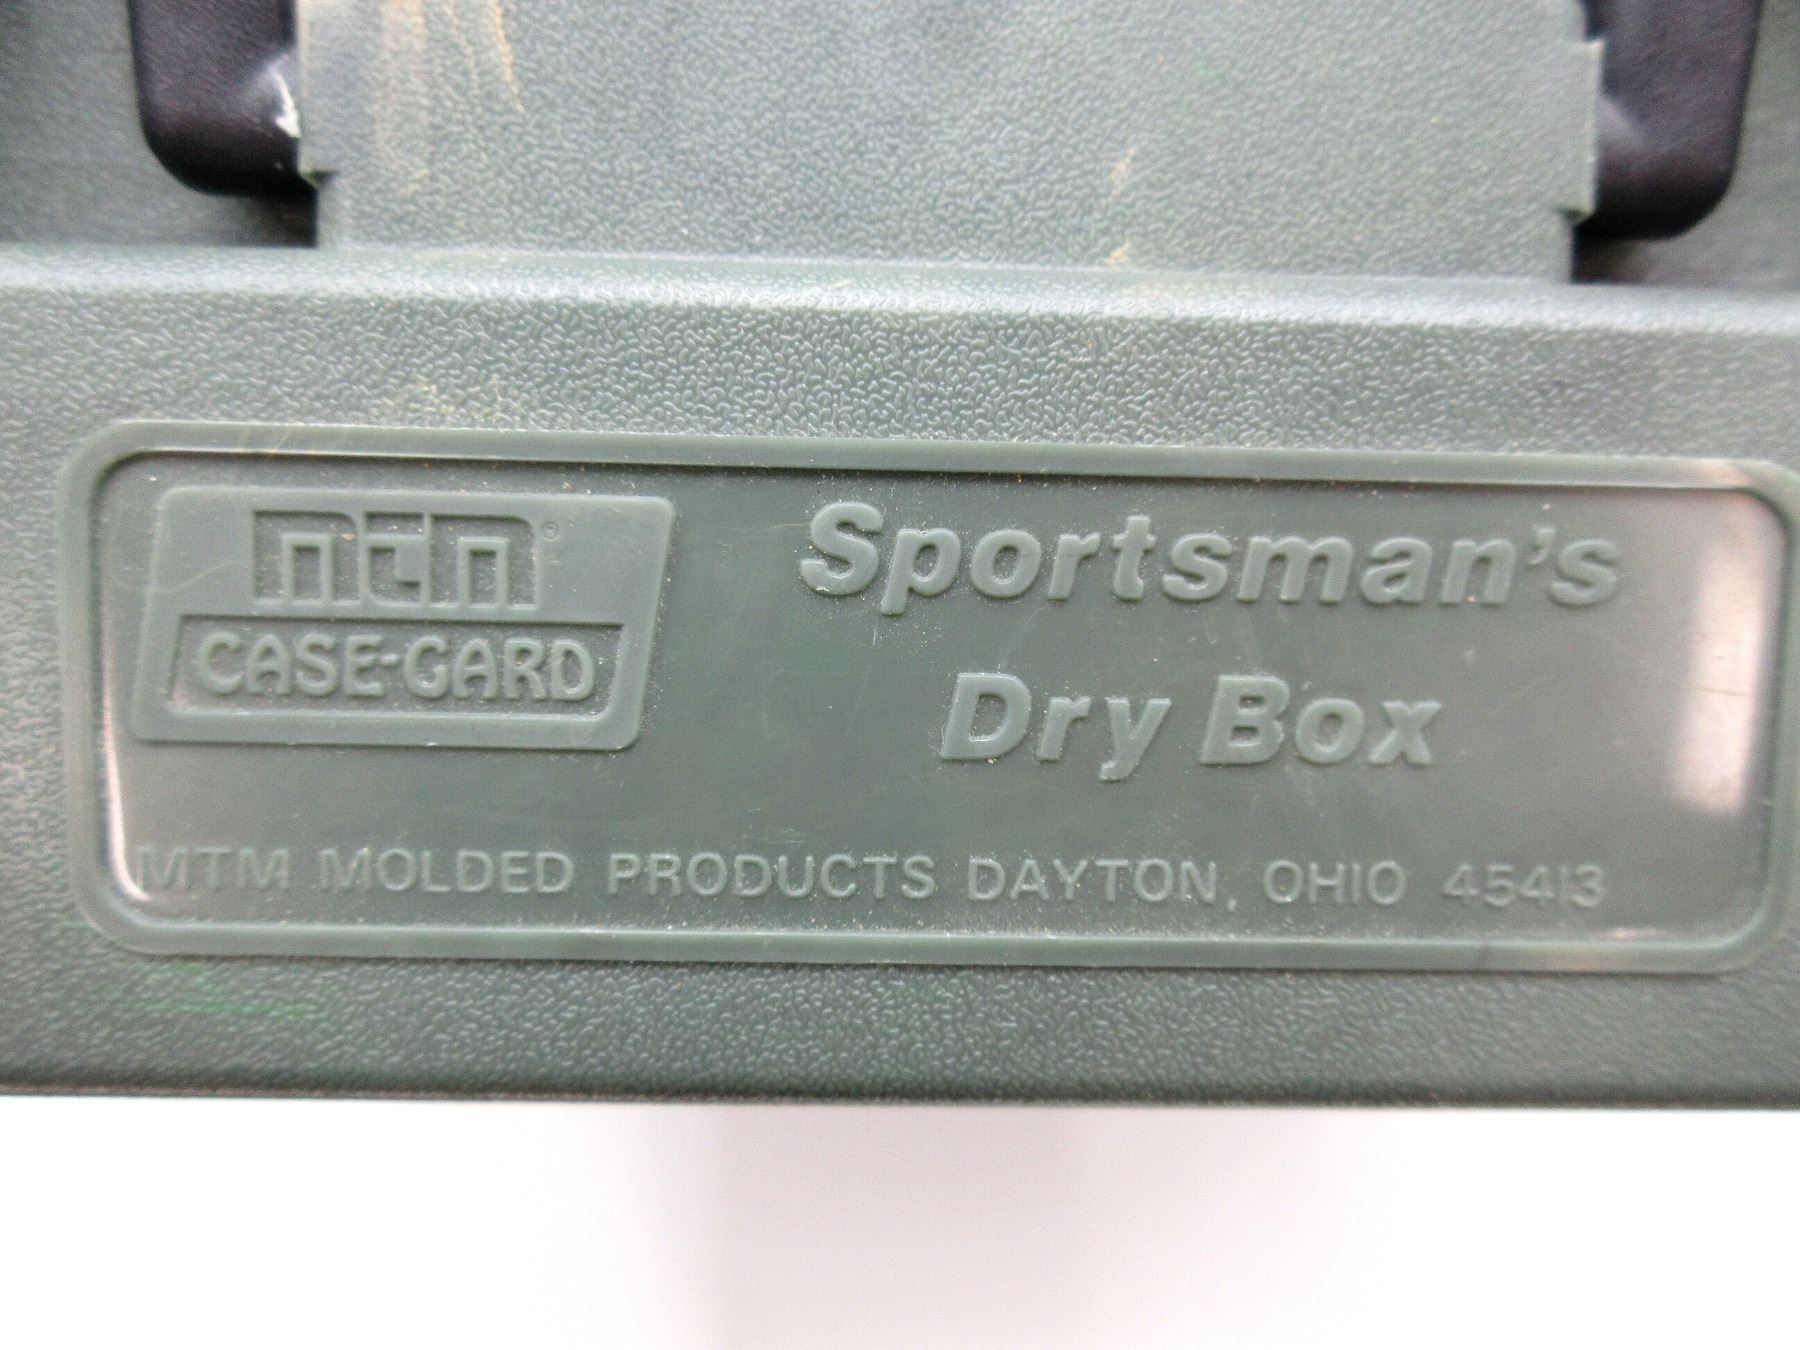 mtm®
CASE-GARD
Sportsman's
Dry Box
MTM MOLDED PRODUCTS DAYTON, OHIO 45413